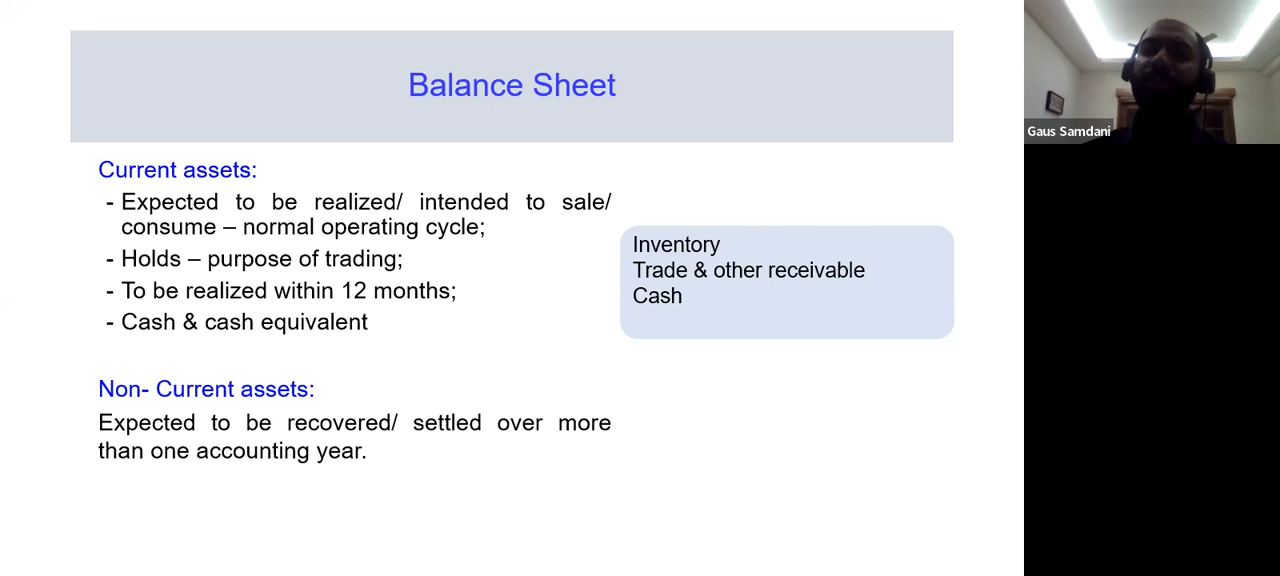 Balance Sheet
Current assets:
- Expected to be realized/ intended to sale/
consume – normal operating cycle;
- Holds – purpose of trading;
- To be realized within 12 months;
- Cash & cash equivalent
Inventory
Trade & other receivable
Cash
Non- Current assets:
Expected to be recovered/ settled over more
than one accounting year.
Gaus Samdani